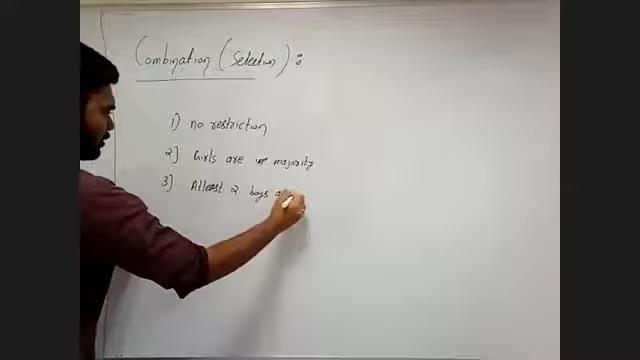 Combination (Selection) :
1) no restriction
2] Girls are in majority
3] Atleast 2 boys a